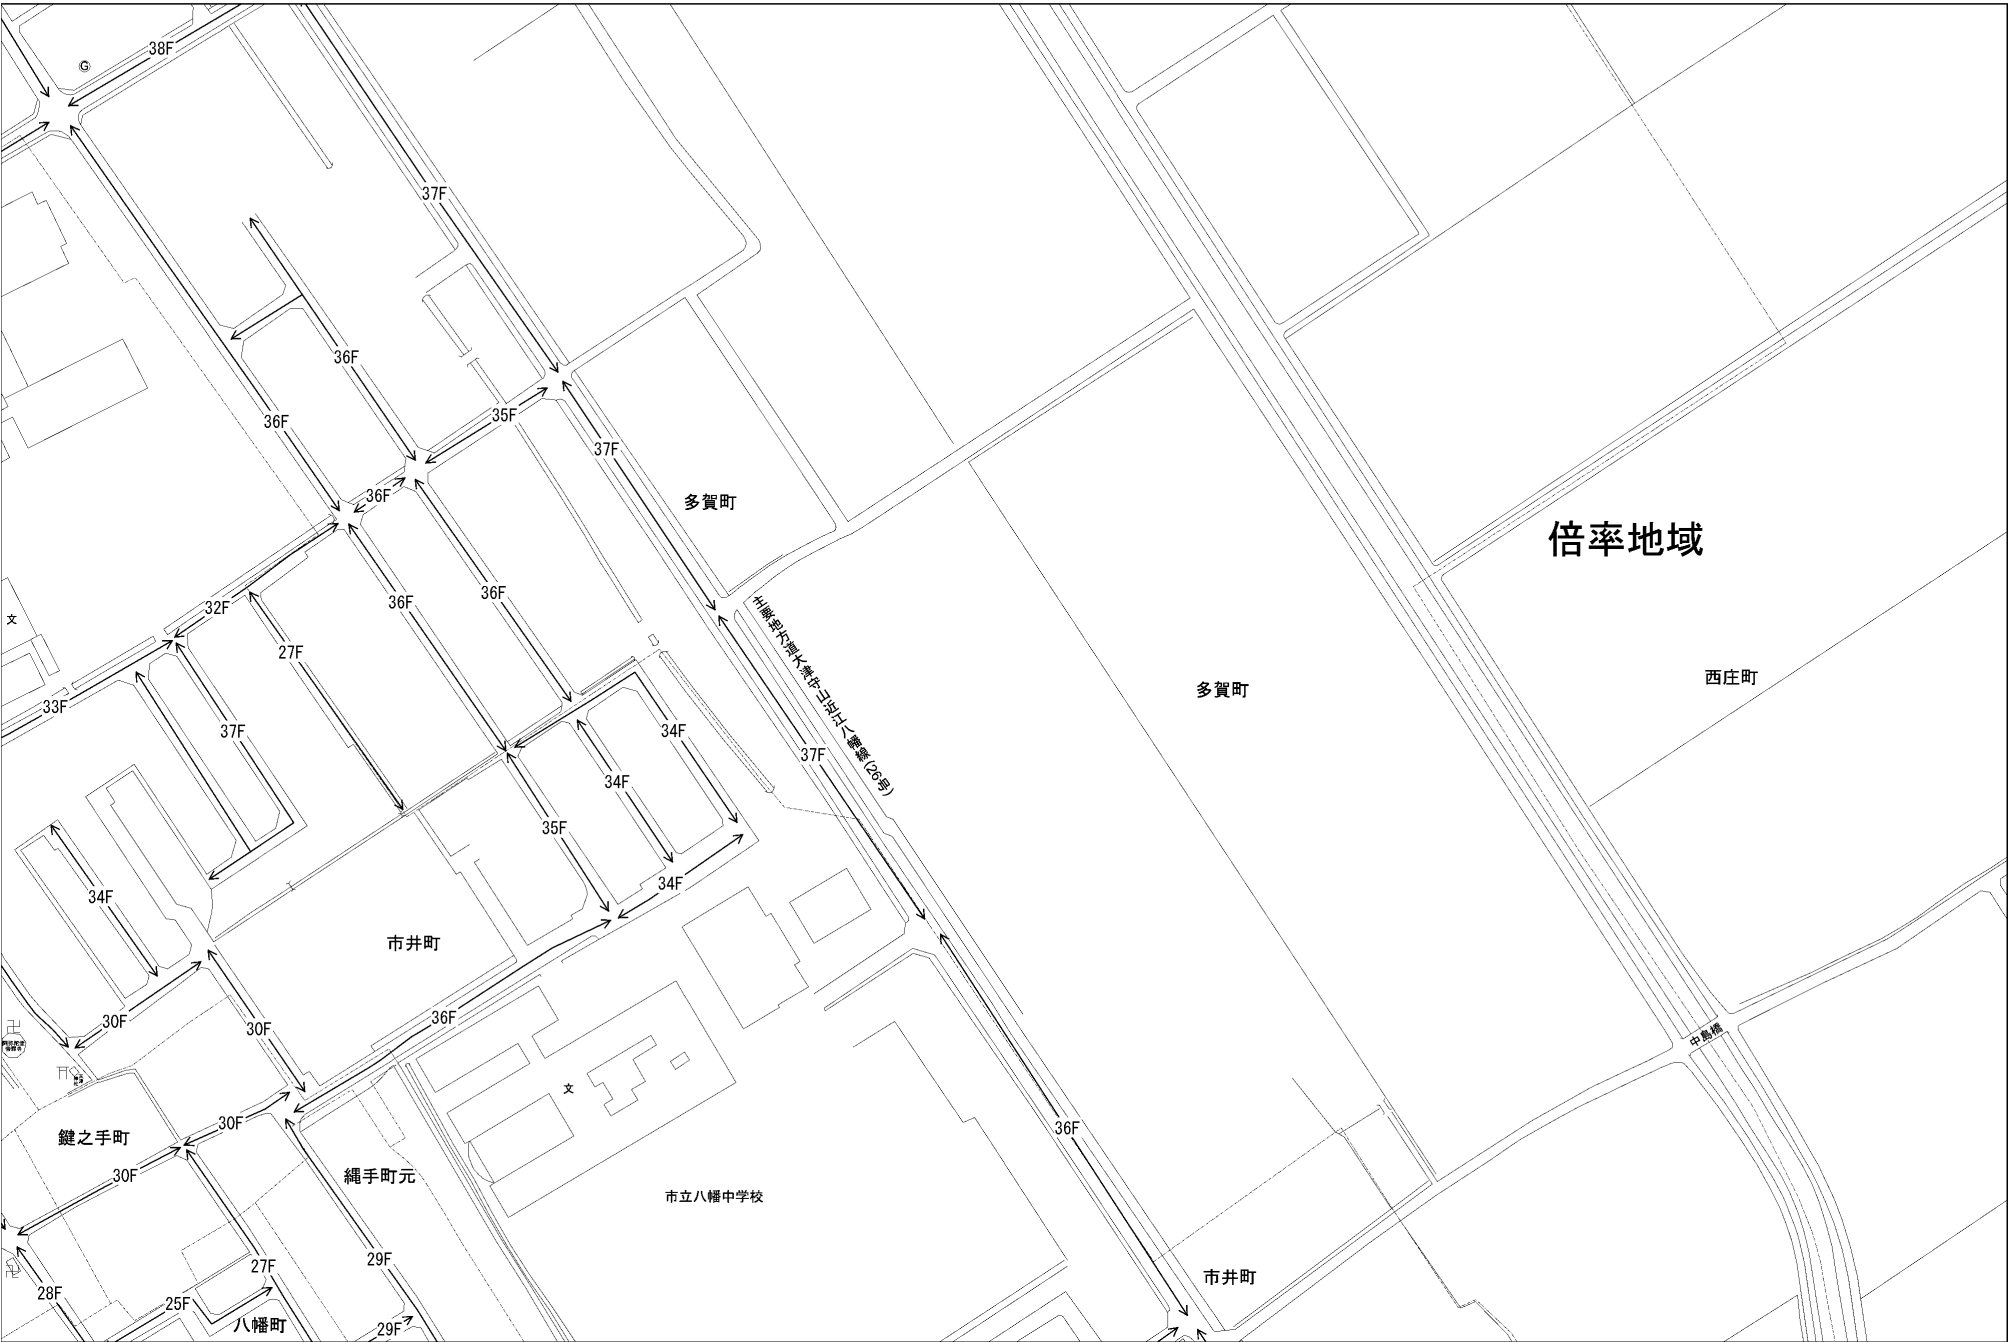 38F
G
37F
36F
36F
35F
37F
36F
多賀町
倍率地域
36F
36F
32F
文
27F
主要地方道大津守山近江八幡線(26号)
多賀町
西庄町
33F
37F
34F
37F
34F
35F
34F
34F
市井町
36F
30F
30F
中島橋
文
36F
30F
鍵之手町
30F
縄手町元
市立八幡中学校
29F
27F
市井町
28F
25F
八幡町
29F